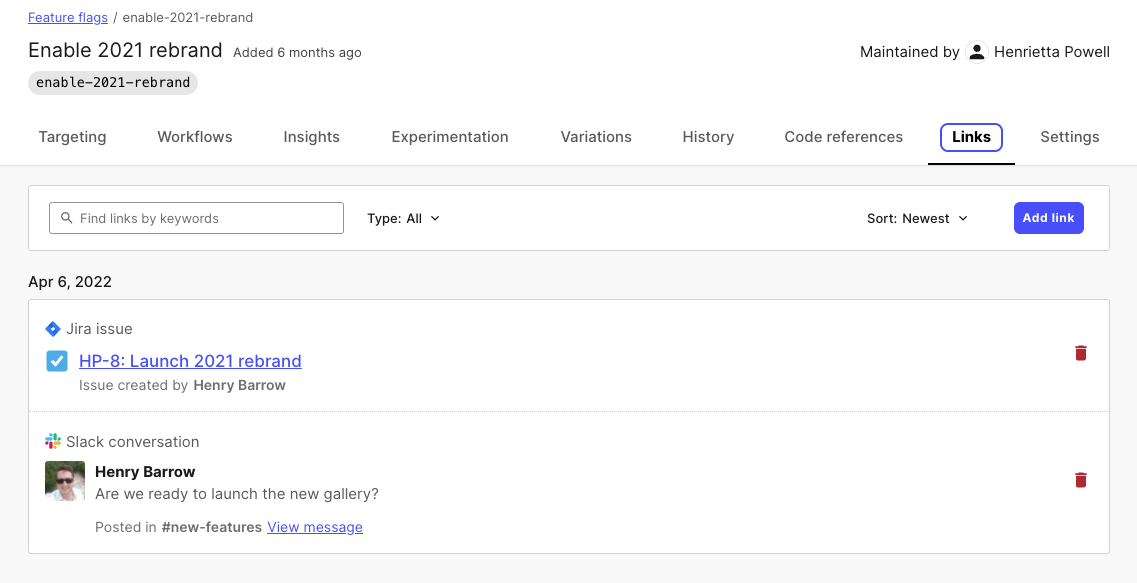 Feature flags / enable-2021-rebrand
Enable 2021 rebrand Added 6 months ago
Maintained by Henrietta Powell
enable-2021-rebrand
Targeting Workflows Insights Experimentation Variations History Code references Links Settings
Find links by keywords Type: All Sort: Newest Add link
Apr 6, 2022
Jira issue
HP-8: Launch 2021 rebrand
Issue created by Henry Barrow
Slack conversation
Henry Barrow
Are we ready to launch the new gallery?
Posted in #new-features View message